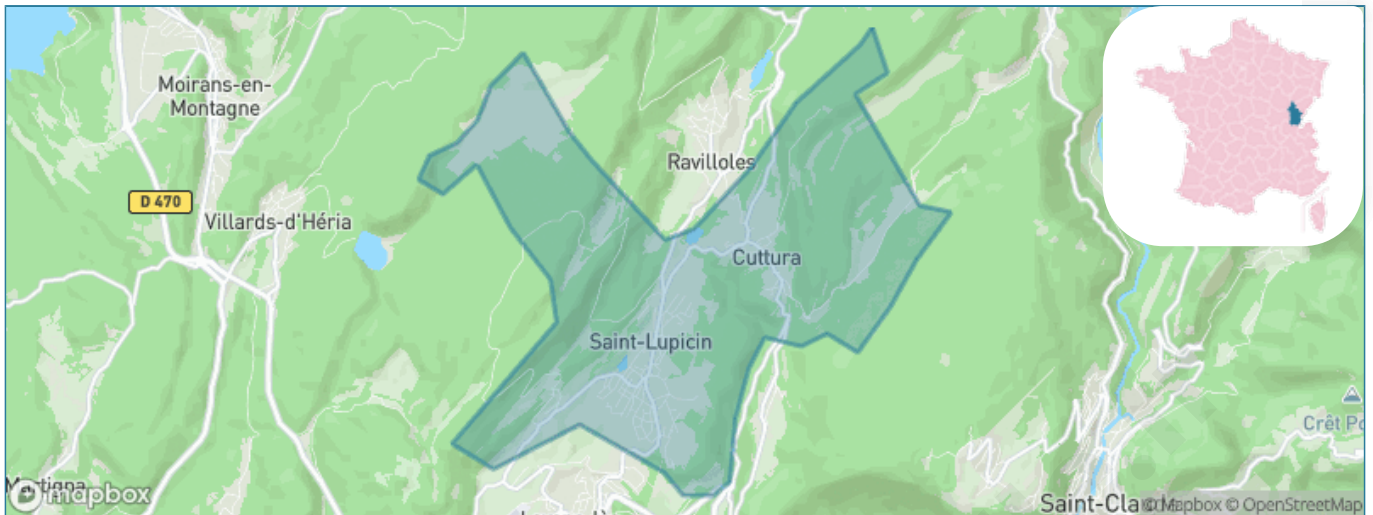 Moirans-en-
Montagne
Ravilloles
D 470
Villards-d'Héria
Cuttura
Saint-Lupicin
Crêt
mapbox
© Mapbox © OpenStreetMap